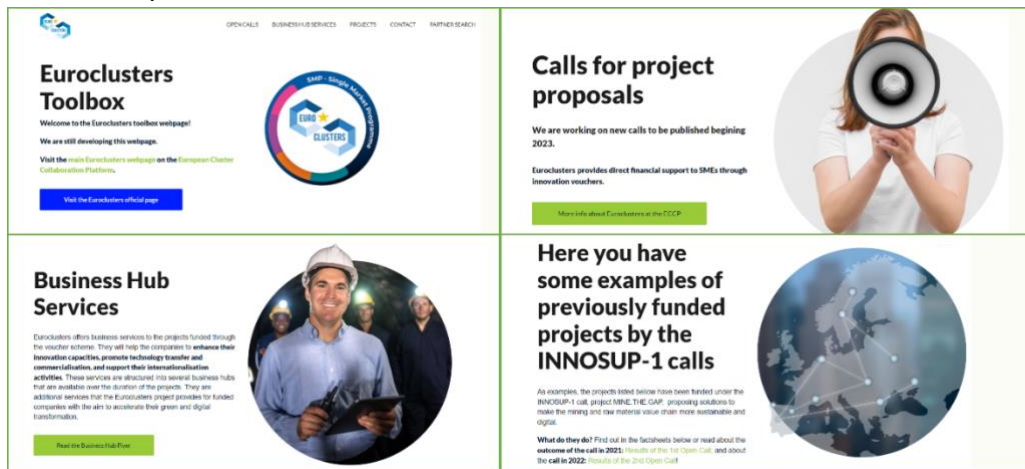 EURO
CLUSTERS
OPEN CALLS BUSINESS HUB SERVICES PROJECTS CONTACT PARTNER SEARCH
Euroclusters
Toolbox
Welcome to the Euroclusters toolbox webpage!
We are still developing this webpage.
Visit the main Euroclusters webpage on the European Cluster
Collaboration Platform.
Visit the Euroclusters official page
SMP - Single Market Programme
EURO
CLUSTERS
Calls for project
proposals
We are working on new calls to be published begining
2023.
Euroclusters provides direct financial support to SMEs through
innovation vouchers.
More info about Euroclusters at the ECCP
Business Hub
Services
Euroclusters offers business services to the projects funded through
the voucher scheme. They will help the companies to enhance their
innovation capacities, promote technology transfer and
commercialisation, and support their internationalisation
activities. These services are structured into several business hubs
that are available over the duration of the projects. They are
additional services that the Euroclusters project provides for funded
companies with the aim to accelerate their green and digital
transformation.
Read the Business Hub Flyer
Here you have
some examples of
previously funded
projects by the
INNOSUP-1 calls
As examples, the projects listed bellow have been funded under the
INNOSUP-1 call, project MINE.THE.GAP, proposing solutions to
make the mining and raw material value chain more sustainable and
digital.
What do they do? Find out in the factsheets below or read about the
outcome of the call in 2021: Results of the 1st Open Call, and about
the call in 2022: Results of the 2nd Open Call!